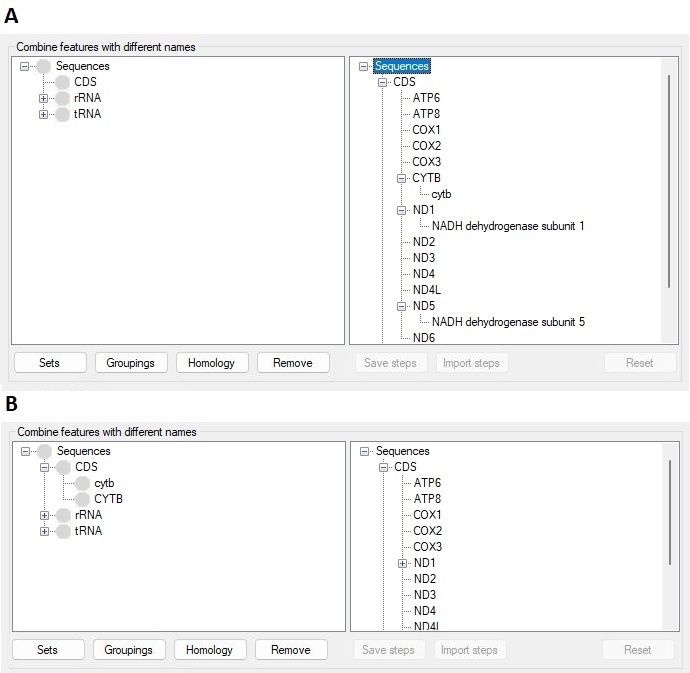 A
Combine features with different names
Sequences
CDS
rRNA
tRNA
Sequences
CDS
ATP6
ATP8
COX1
COX2
COX3
CYTB
cytb
ND1
NADH dehydrogenase subunit 1
ND2
ND3
ND4
ND4L
ND5
NADH dehydrogenase subunit 5
ND6
Sets Groupings Homology Remove Save steps Import steps Reset
B
Combine features with different names
Sequences
CDS
cytb
CYTB
rRNA
tRNA
Sequences
CDS
ATP6
ATP8
COX1
COX2
COX3
ND1
ND2
ND3
ND4
ND4L
Sets Groupings Homology Remove Save steps Import steps Reset